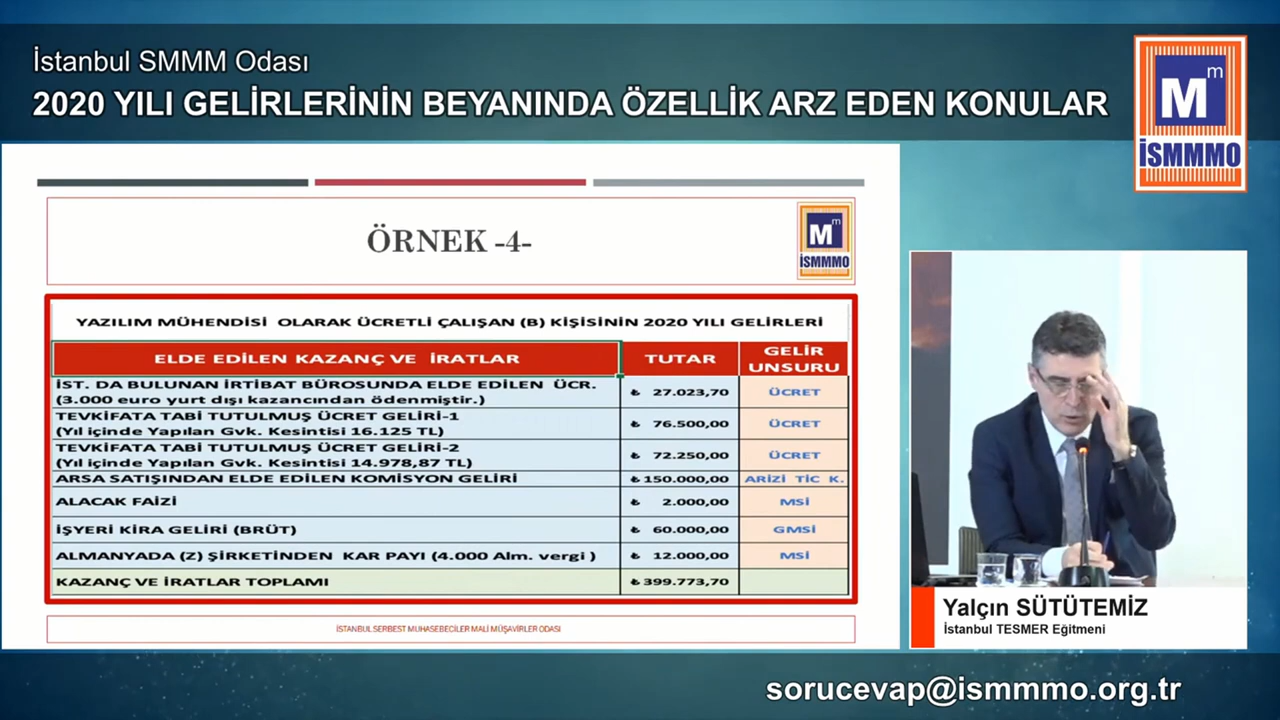 İstanbul SMMM Odası
2020 YILI GELİRLERİNİN BEYANINDA ÖZELLİK ARZ EDEN KONULAR
Mm
İSMMMO
ÖRNEK -4-
Mm
İSMMMO
YAZILIM MÜHENDİSİ OLARAK ÜCRETLİ ÇALIŞAN (B) KİŞİSİNİN 2020 YILI GELİRLERİ
ELDE EDİLEN KAZANÇ VE İRATLAR TUTAR GELİR UNSURU
İST. DA BULUNAN İRTİBAT BÜROSUNDA ELDE EDİLEN ÜCR.
(3.000 euro yurt dışı kazancından ödenmiştir.) ₺ 27.023,70 ÜCRET
TEVKİFATA TABİ TUTULMUŞ ÜCRET GELİRİ-1
(Yıl içinde Yapılan Gvk. Kesintisi 16.125 TL) ₺ 76.500,00 ÜCRET
TEVKİFATA TABİ TUTULMUŞ ÜCRET GELİRİ-2
(Yıl içinde Yapılan Gvk. Kesintisi 14.978,87 TL) ₺ 72.250,00 ÜCRET
ARSA SATIŞINDAN ELDE EDİLEN KOMİSYON GELİRİ ₺ 150.000,00 ARIZİ TİC K.
ALACAK FAİZİ ₺ 2.000,00 MSİ
İŞYERİ KİRA GELİRİ (BRÜT) ₺ 60.000,00 GMSİ
ALMANYADA (Z) ŞİRKETİNDEN KAR PAYI (4.000 Alm. vergi ) ₺ 12.000,00 MSİ
KAZANÇ VE İRATLAR TOPLAMI ₺ 399.773,70
İSTANBUL SERBEST MUHASEBECİLER MALİ MÜŞAVİRLER ODASI
Yalçın SÜTÜTEMİZ
İstanbul TESMER Eğitmeni
sorucevap@ismmmo.org.tr